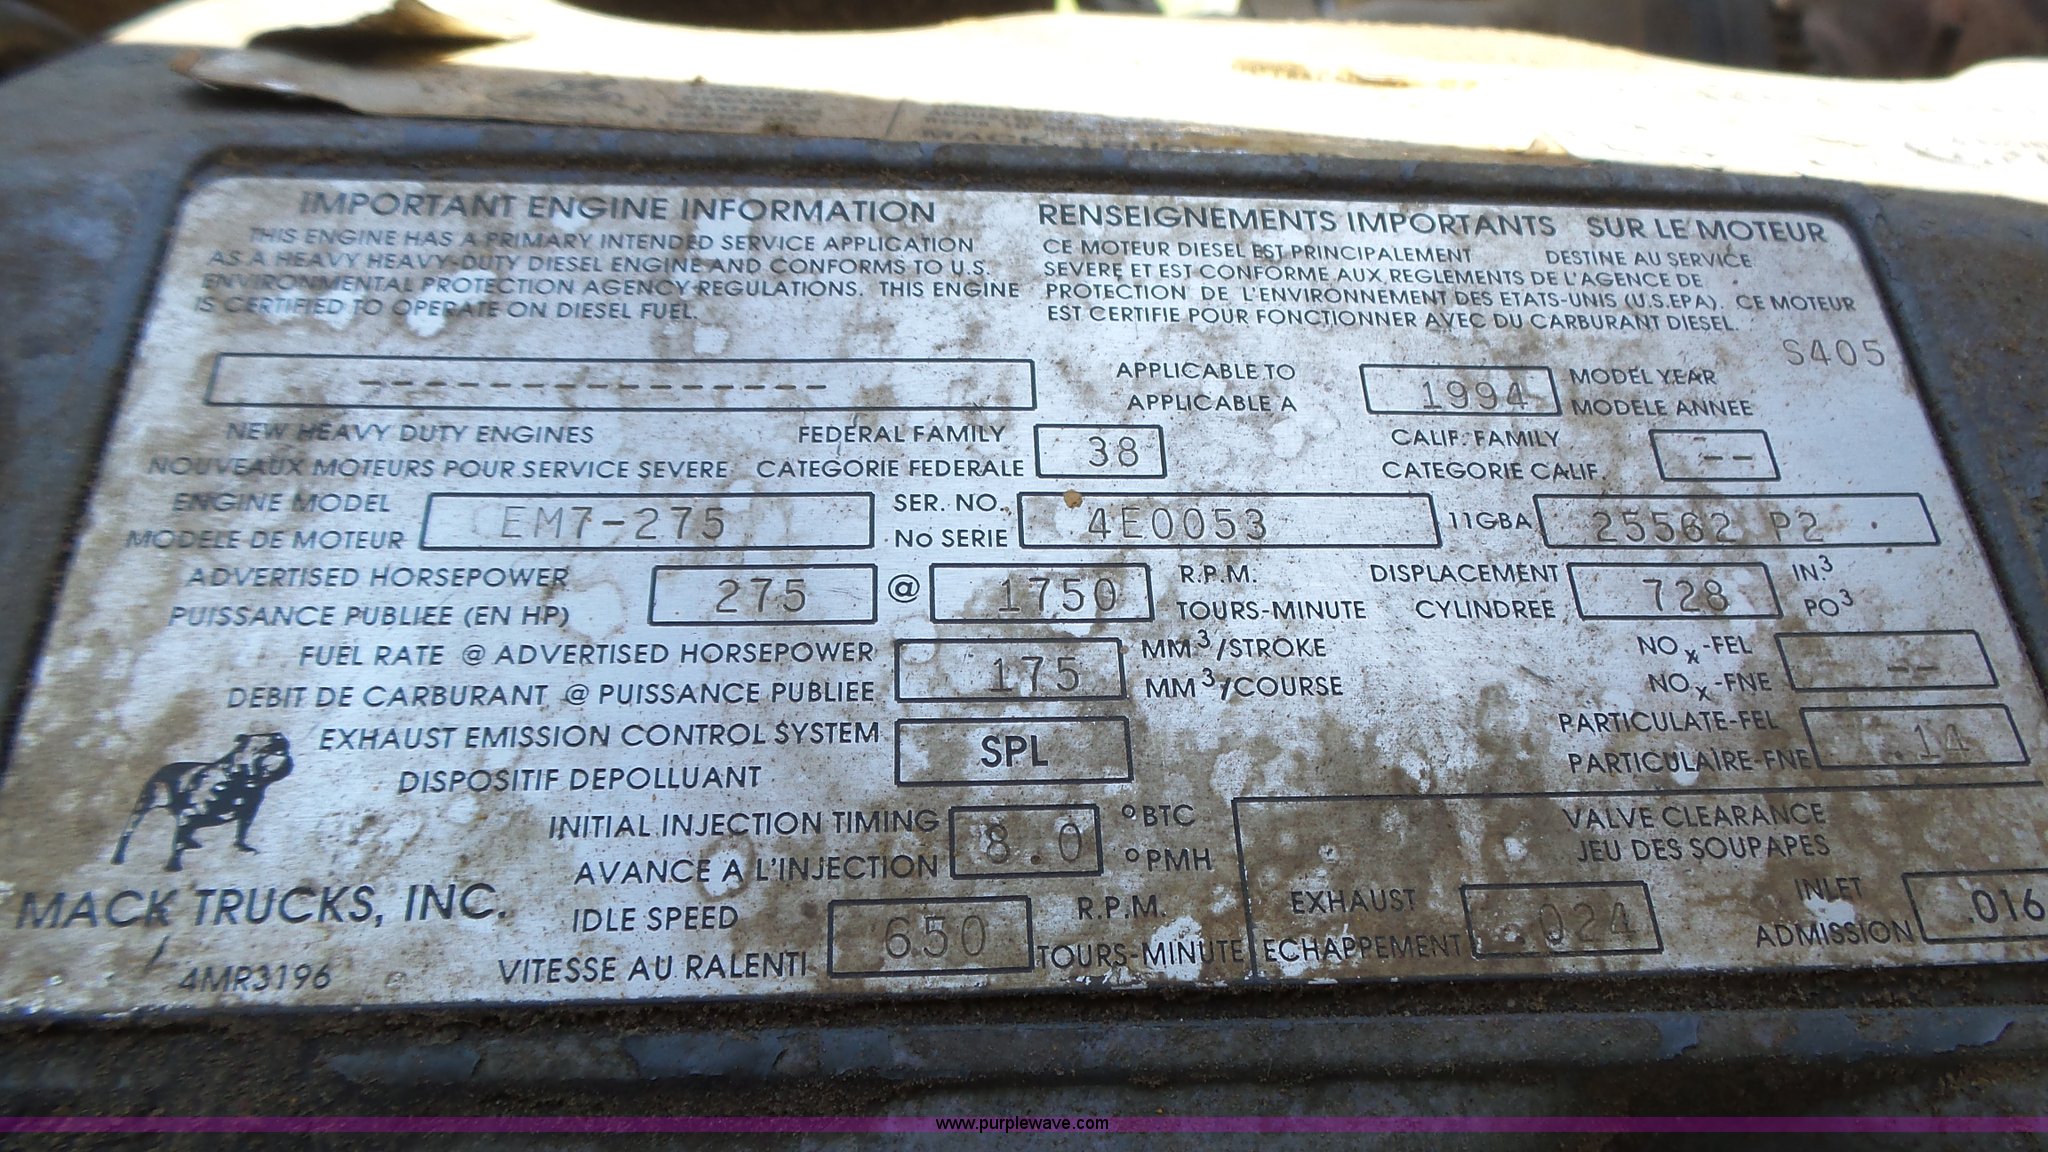 IMPORTANT ENGINE INFORMATION
THIS ENGINE HAS A PRIMARY INTENDED SERVICE APPLICATION
AS A HEAVY HEAVY-DUTY DIESEL ENGINE AND CONFORMS TO U.S.
ENVIRONMENTAL PROTECTION AGENCY REGULATIONS. THIS ENGINE
IS CERTIFIED TO OPERATE ON DIESEL FUEL.
RENSEIGNEMENTS IMPORTANTS SUR LE MOTEUR
CE MOTEUR DIESEL EST PRINCIPALEMENT DESTINE AU SERVICE
SEVERE ET EST CONFORME AUX REGLEMENTS DE L'AGENCE DE
PROTECTION DE L'ENVIRONNEMENT DES ETATS-UNIS (U.S.EPA). CE MOTEUR
EST CERTIFIE POUR FONCTIONNER AVEC DU CARBURANT DIESEL.
S405
---------------
APPLICABLE TO
APPLICABLE A
1994
MODEL YEAR
MODELE ANNEE
NEW HEAVY DUTY ENGINES
NOUVEAUX MOTEURS POUR SERVICE SEVERE
FEDERAL FAMILY
CATEGORIE FEDERALE
38
CALIF. FAMILY
CATEGORIE CALIF.
--
ENGINE MODEL
MODELE DE MOTEUR
EM7-275
SER. NO.
No SERIE
4E0053
11GBA
25562 P2
ADVERTISED HORSEPOWER
PUISSANCE PUBLIEE (EN HP)
275
@
1750
R.P.M.
TOURS-MINUTE
DISPLACEMENT
CYLINDREE
728
IN.³
PO³
FUEL RATE @ ADVERTISED HORSEPOWER
DEBIT DE CARBURANT @ PUISSANCE PUBLIEE
175
MM³/STROKE
MM³/COURSE
NOx-FEL
NOx-FNE
--
EXHAUST EMISSION CONTROL SYSTEM
DISPOSITIF DEPOLLUANT
SPL
PARTICULATE-FEL
PARTICULAIRE-FNE
.14
INITIAL INJECTION TIMING
AVANCE A L'INJECTION
8.0
°BTC
°PMH
VALVE CLEARANCE
JEU DES SOUPAPES
MACK TRUCKS, INC.
4MR3196
IDLE SPEED
VITESSE AU RALENTI
650
R.P.M.
TOURS-MINUTE
EXHAUST
ECHAPPEMENT
.024
INLET
ADMISSION
.016
www.purplewave.com